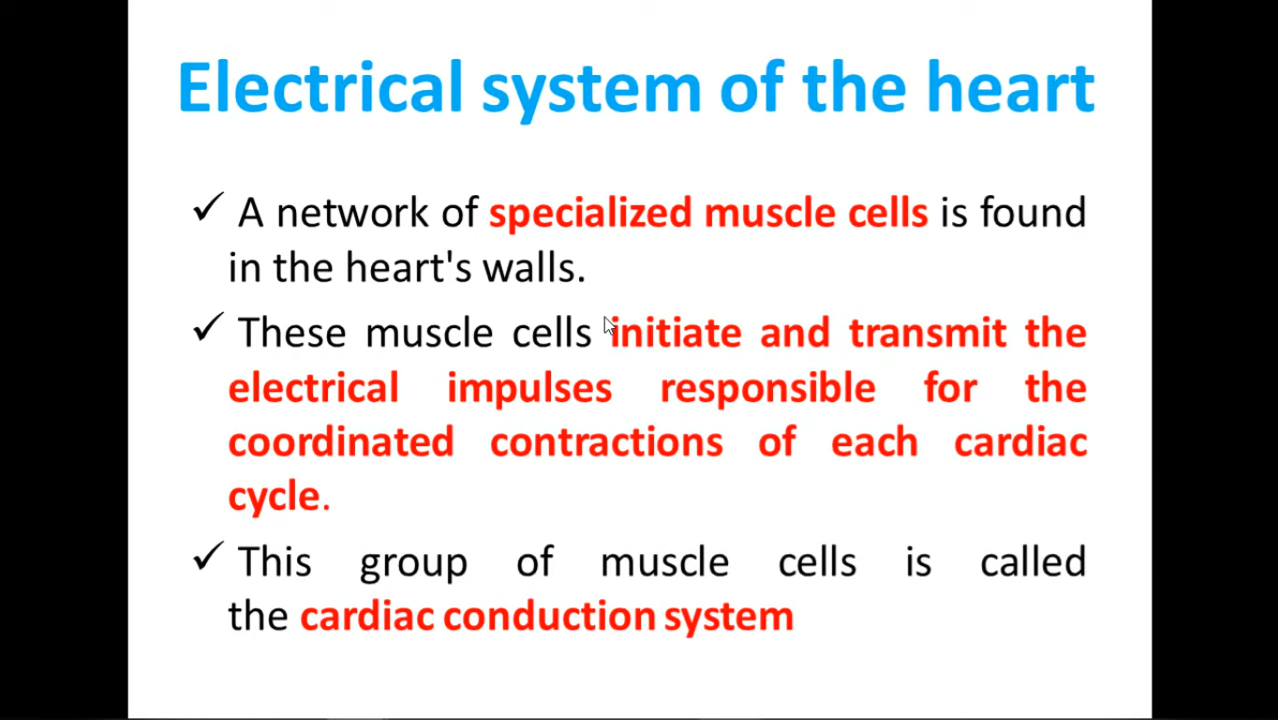 Electrical system of the heart
✓ A network of specialized muscle cells is found
in the heart's walls.
✓ These muscle cells initiate and transmit the
electrical impulses responsible for the
coordinated contractions of each cardiac
cycle.
✓ This group of muscle cells is called
the cardiac conduction system